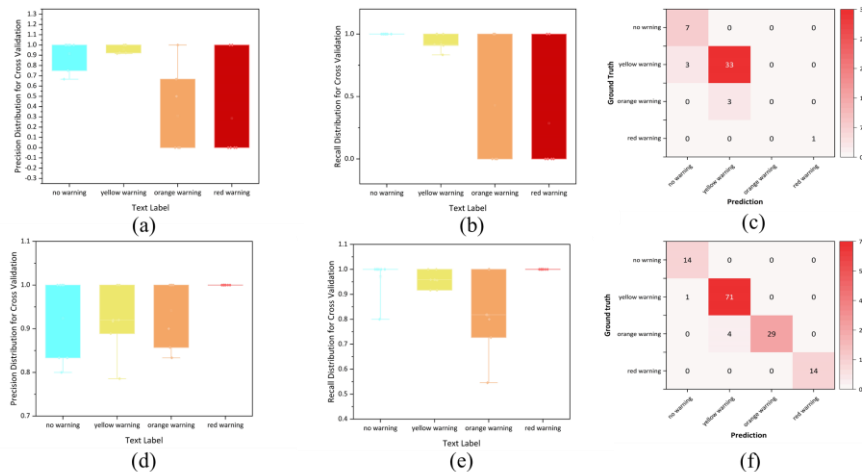 Precision Distribution for Cross Validation
1.3
1.2
1.1
1.0
0.9
0.8
0.7
0.6
0.5
0.4
0.3
0.2
0.1
0.0
-0.1
-0.2
-0.3
no warning yellow warning orange warning red warning
Text Label
(a)
Recall Distribution for Cross Validation
1.0
0.5
0.0
no warning yellow warning orange warning red warning
Text Label
(b)
Ground Truth
no wrning 7 0 0 0
yellow warning 3 33 0 0
orange warning 0 3 0 0
red warning 0 0 0 1
no warning yellow warning orange warning red warning
Prediction
(c)
Precision Distribution for Cross Validation
1.1
1.0
0.9
0.8
0.7
no warning yellow warning orange warning red warning
Text Label
(d)
Recall Distribution for Cross Validation
1.1
1.0
0.9
0.8
0.7
0.6
0.5
0.4
no warning yellow warning orange warning red warning
Text Label
(e)
Ground truth
no wrning 14 0 0 0
yellow warning 1 71 0 0
orange warning 0 4 29 0
red warning 0 0 0 14
no warning yellow warning orange warning red warning
Prediction
(f)